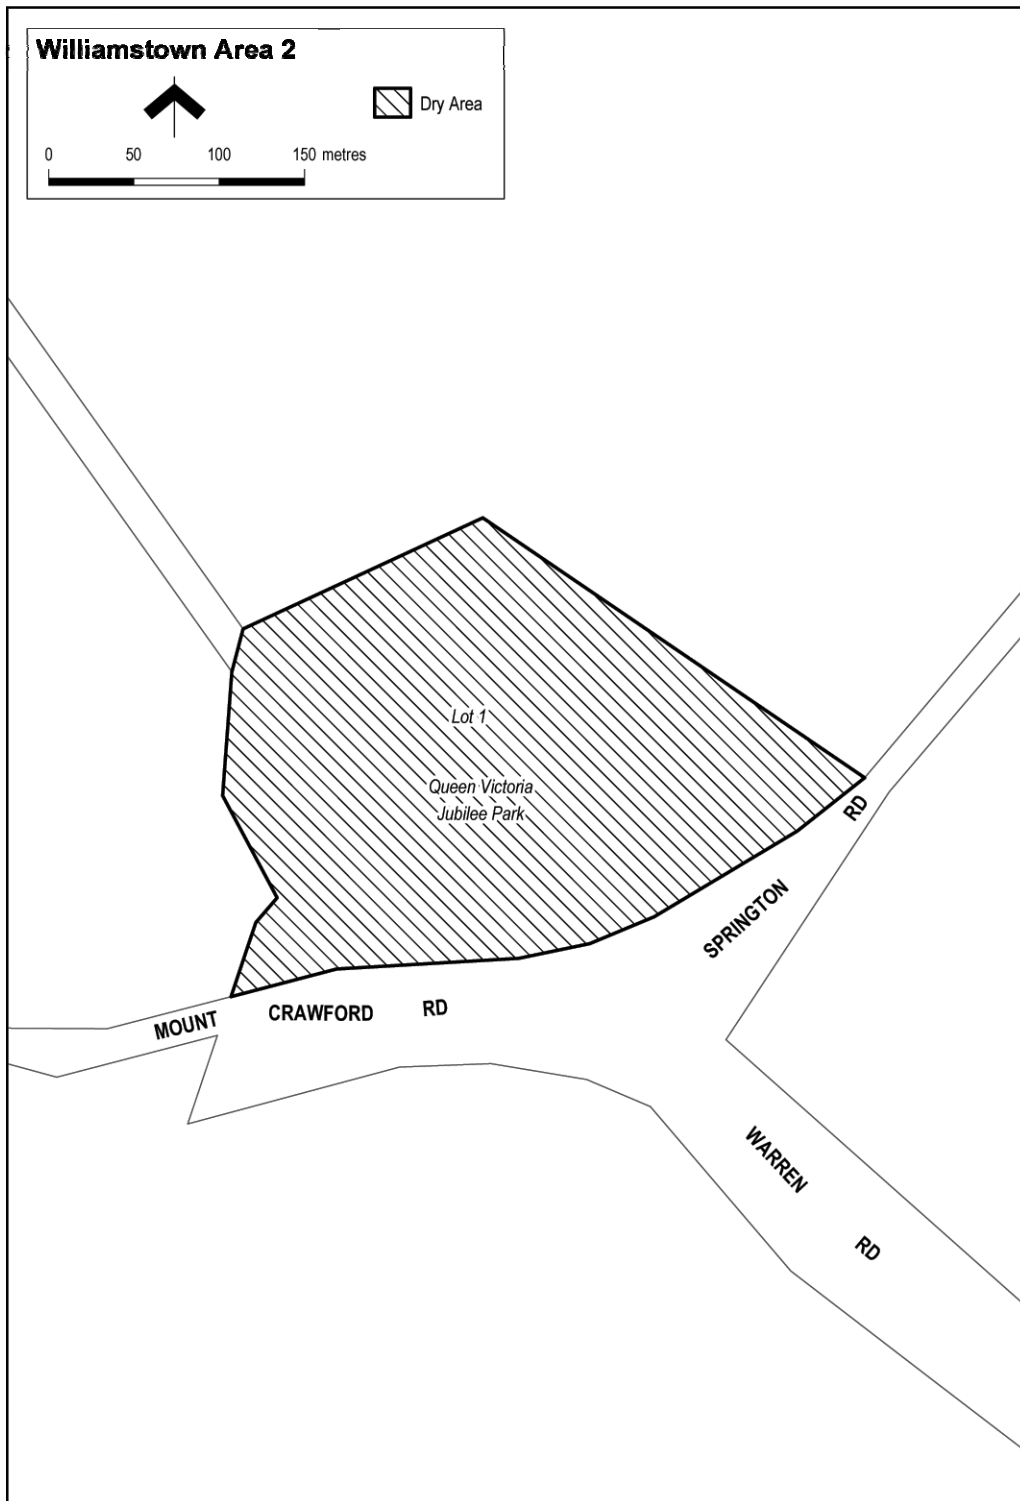 Williamstown Area 2
Dry Area
0 50 100 150 metres
Lot 1
Queen Victoria
Jubilee Park
RD
SPRINGTON
MOUNT CRAWFORD RD
WARREN
RD